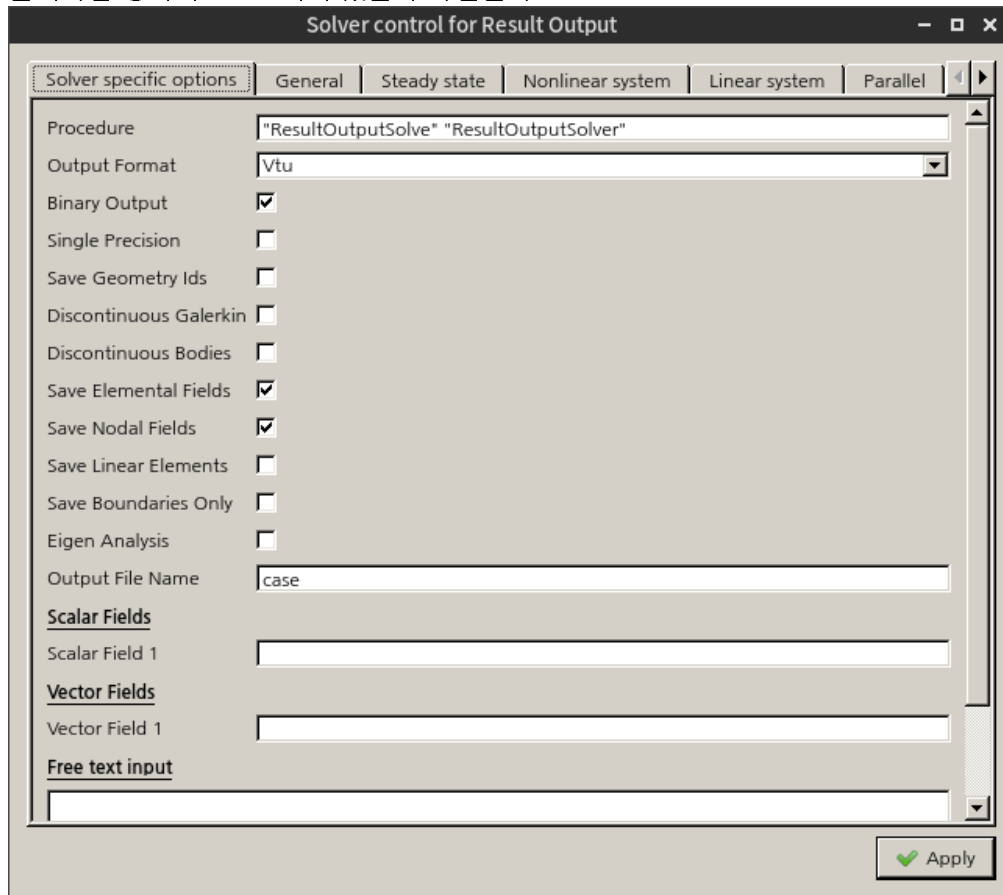 Solver control for Result Output
Solver specific options General Steady state Nonlinear system Linear system Parallel
Procedure "ResultOutputSolve" "ResultOutputSolver"
Output Format Vtu
Binary Output
Single Precision
Save Geometry Ids
Discontinuous Galerkin
Discontinuous Bodies
Save Elemental Fields
Save Nodal Fields
Save Linear Elements
Save Boundaries Only
Eigen Analysis
Output File Name case
Scalar Fields
Scalar Field 1
Vector Fields
Vector Field 1
Free text input
Apply